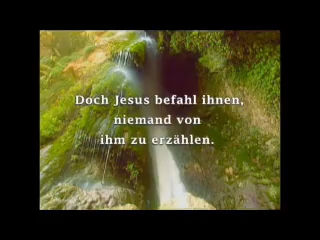 Doch Jesus befahl ihnen,
niemand von
ihm zu erzählen.